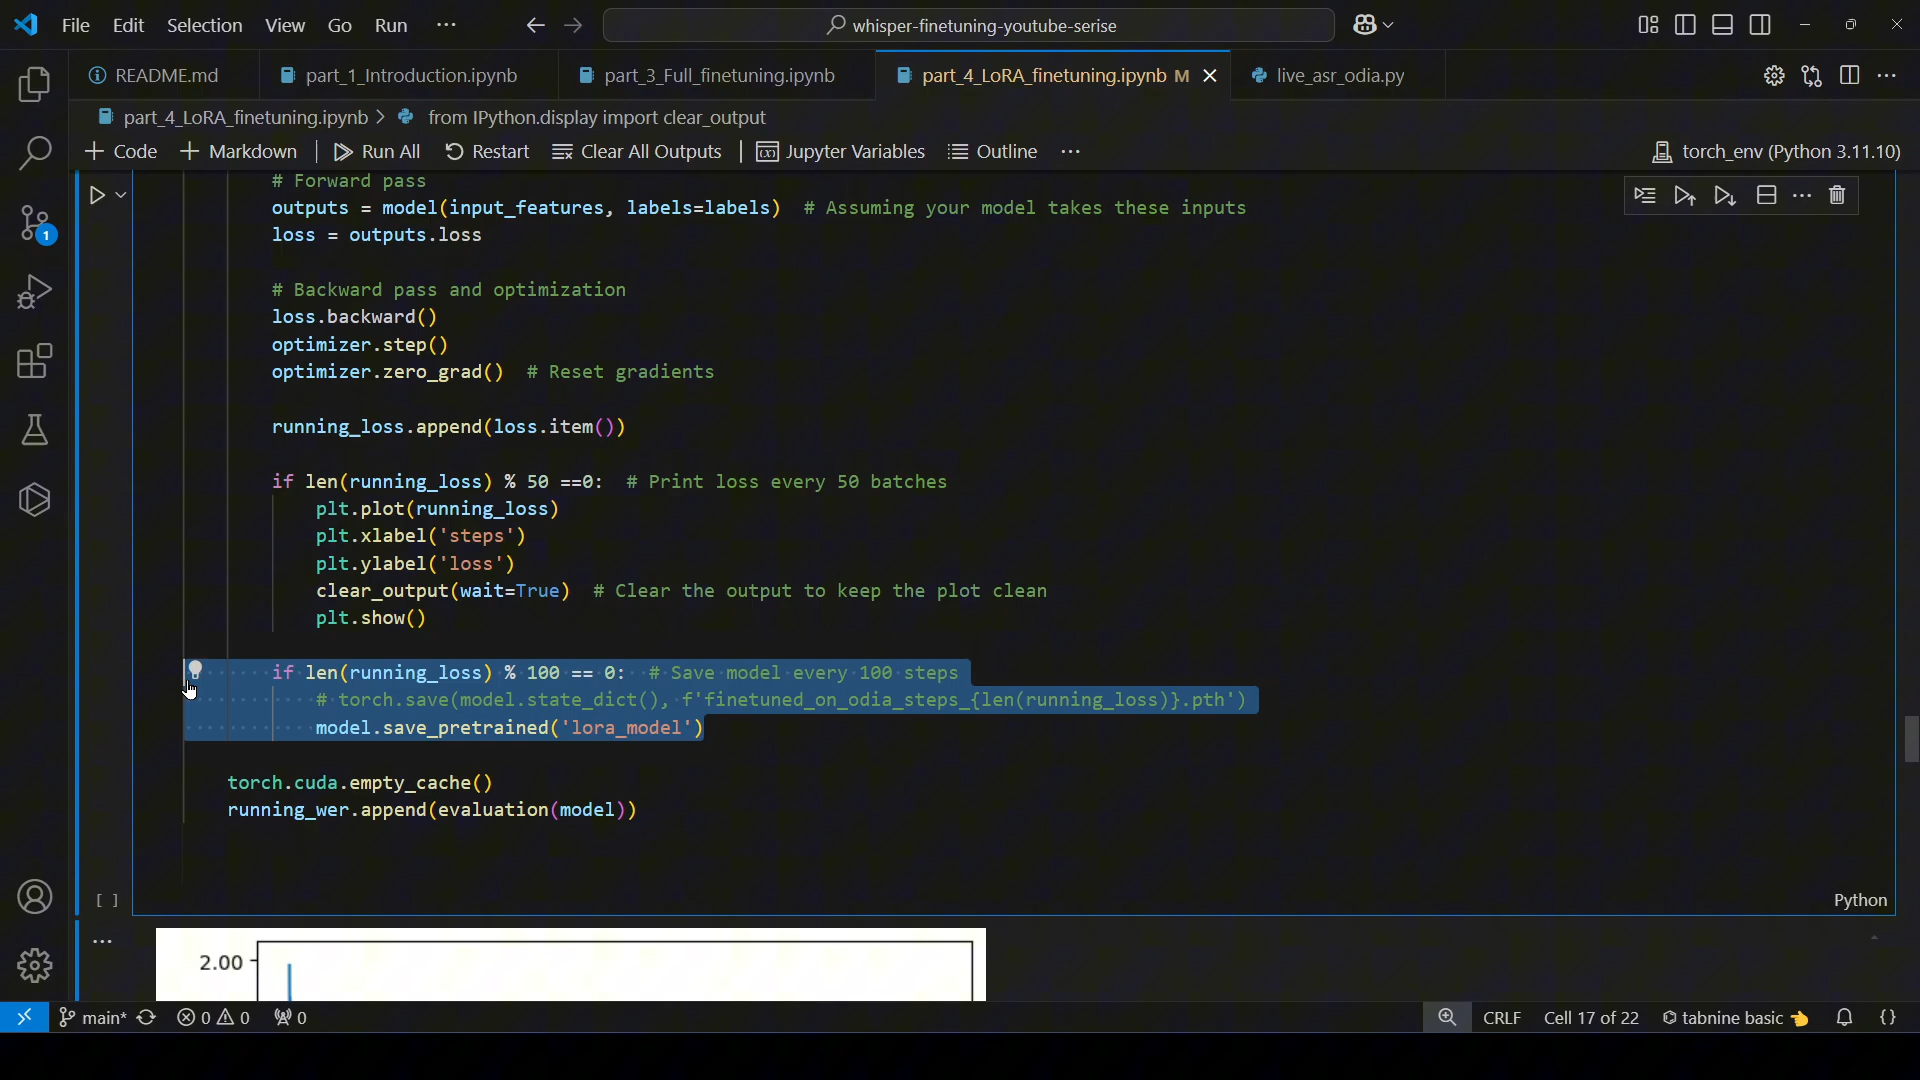 File Edit Selection View Go Run ··· whisper-finetuning-youtube-serise
README.md part_1_Introduction.ipynb part_3_Full_finetuning.ipynb part_4_LoRA_finetuning.ipynb M live_asr_odia.py
part_4_LoRA_finetuning.ipynb > from IPython.display import clear_output
Code Markdown Run All Restart Clear All Outputs Jupyter Variables Outline ··· torch_env (Python 3.11.10)
# Forward pass
outputs = model(input_features, labels=labels) # Assuming your model takes these inputs
loss = outputs.loss
# Backward pass and optimization
loss.backward()
optimizer.step()
optimizer.zero_grad() # Reset gradients
running_loss.append(loss.item())
if len(running_loss) % 50 ==0: # Print loss every 50 batches
plt.plot(running_loss)
plt.xlabel('steps')
plt.ylabel('loss')
clear_output(wait=True) # Clear the output to keep the plot clean
plt.show()
if len(running_loss) % 100 == 0: # Save model every 100 steps
# torch.save(model.state_dict(), f'finetuned_on_odia_steps_{len(running_loss)}.pth')
model.save_pretrained('lora_model')
torch.cuda.empty_cache()
running_wer.append(evaluation(model))
[ ] Python
2.00
main* 0 0 0 CRLF Cell 17 of 22 tabnine basic {}
1